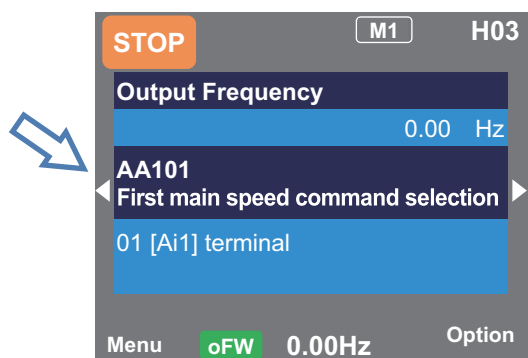 STOP M1 H03
Output Frequency
0.00 Hz
AA101
First main speed command selection
01 [Ai1] terminal
Menu oFW 0.00Hz Option